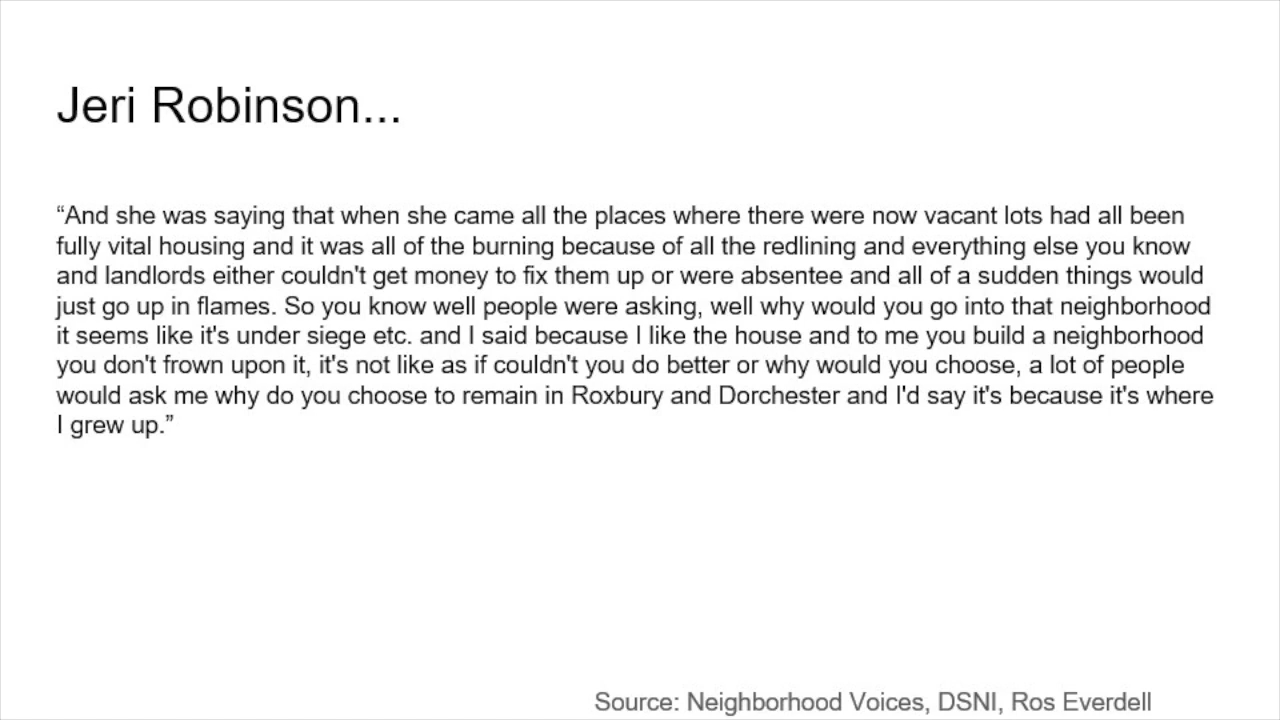 Jeri Robinson...
“And she was saying that when she came all the places where there were now vacant lots had all been
fully vital housing and it was all of the burning because of all the redlining and everything else you know
and landlords either couldn't get money to fix them up or were absentee and all of a sudden things would
just go up in flames. So you know well people were asking, well why would you go into that neighborhood
it seems like it's under siege etc. and I said because I like the house and to me you build a neighborhood
you don't frown upon it, it's not like as if couldn't you do better or why would you choose, a lot of people
would ask me why do you choose to remain in Roxbury and Dorchester and I'd say it's because it's where
I grew up.”
Source: Neighborhood Voices, DSNI, Ros Everdell